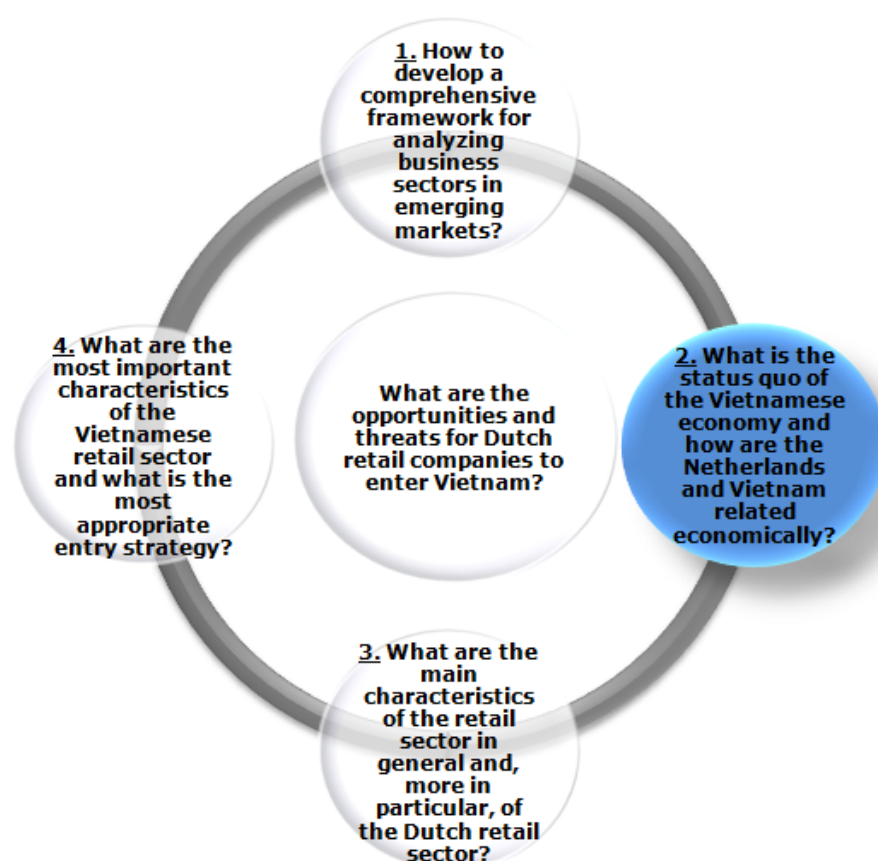 1. How to
develop a
comprehensive
framework for
analyzing
business
sectors in
emerging
markets?
2. What is the
status quo of
the Vietnamese
economy and
how are the
Netherlands
and Vietnam
related
economically?
3. What are the
main
characteristics
of the retail
sector in
general and,
more in
particular, of
the Dutch retail
sector?
4. What are the
most important
characteristics
of the
Vietnamese
retail sector
and what is the
most
appropriate
entry strategy?
What are the
opportunities and
threats for Dutch
retail companies to
enter Vietnam?